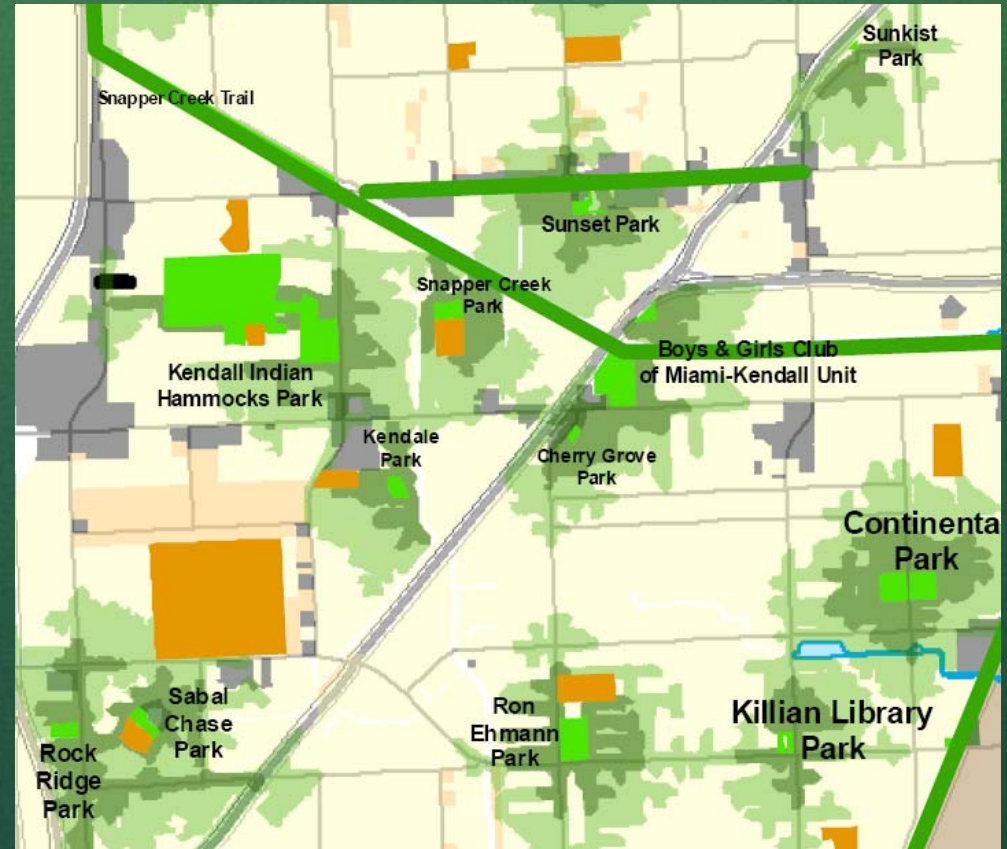 Sunkist
Park
Snapper Creek Trail
Sunset Park
Snapper Creek
Park
Boys & Girls Club
of Miami-Kendall Unit
Kendall Indian
Hammocks Park
Kendale
Park
Cherry Grove
Park
Continenta
Park
Sabal
Chase
Park
Ron
Ehmann
Park
Killian Library
Park
Rock
Ridge
Park